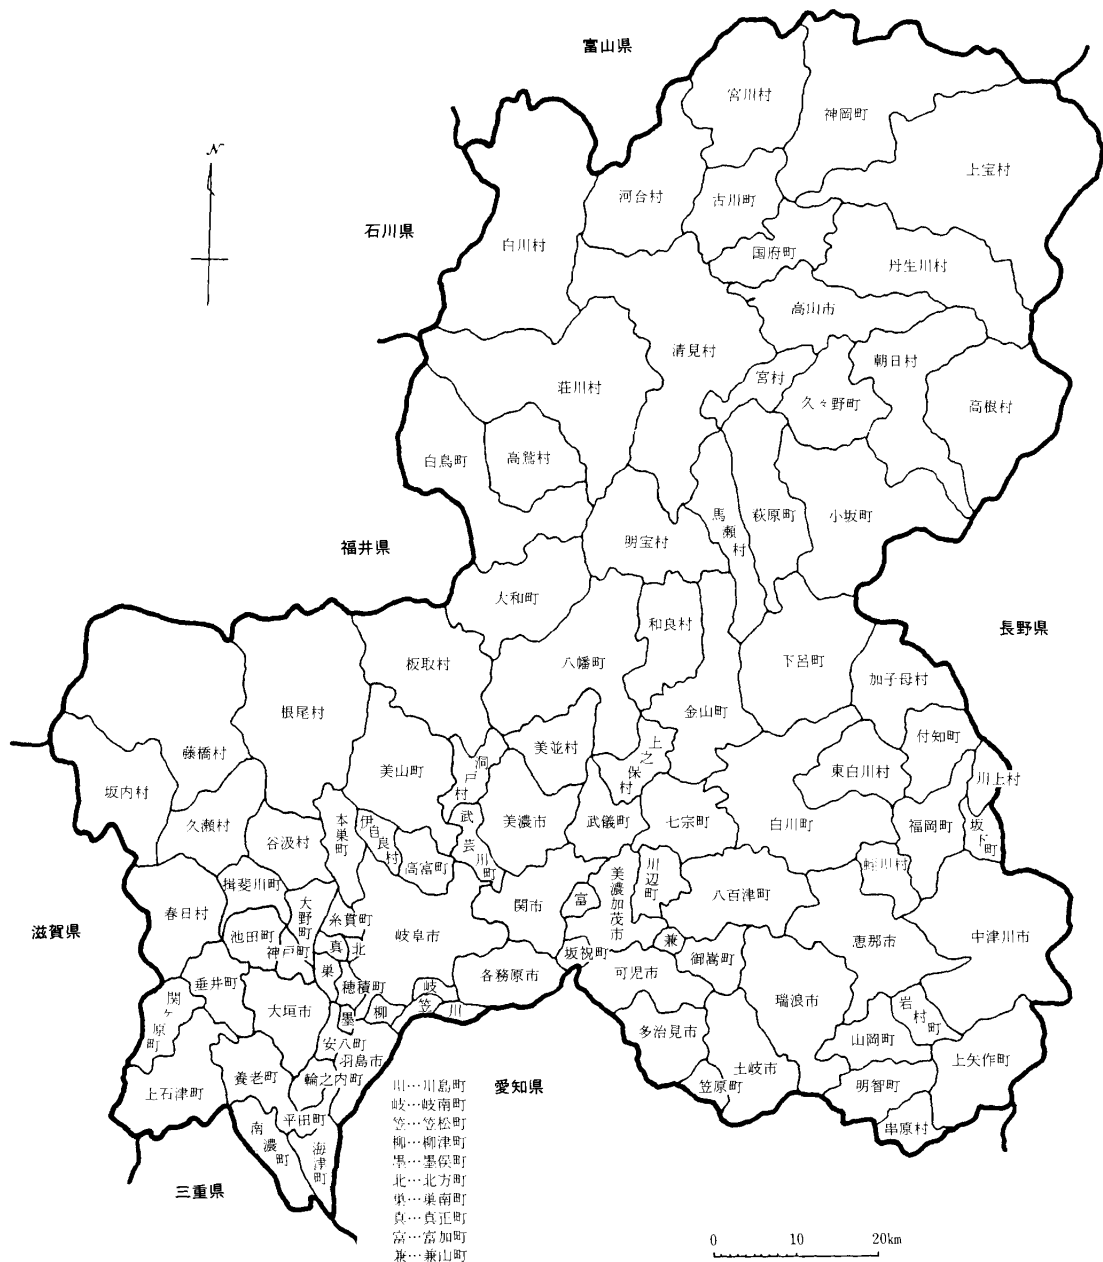 富山県
宮川村
神岡町
N
上宝村
河合村
古川町
石川県
白川村
国府町
丹生川村
高山市
清見村
朝日村
宮村
荘川村
久々野町
高根村
白鳥町
高鷲村
馬瀬村
萩原町
小坂町
明宝村
福井県
大和町
和良村
長野県
板取村
八幡町
下呂町
加子母村
根尾村
金山町
付知町
美並村
上之保村
藤橋村
美山町
洞戸村
東白川村
川上村
坂内村
久瀬村
谷汲村
本巣町
伊自良村
武芸川町
美濃市
武儀町
七宗町
白川町
福岡町
坂下町
高富町
蛭川村
揖斐川町
春日村
大野町
関市
富
美濃加茂市
川辺町
八百津町
滋賀県
糸貫町
岐阜市
池田町
神戸町
真
北
兼
恵那市
中津川市
坂祝町
御嵩町
巣
各務原市
可児市
垂井町
穂積町
岐
関ヶ原町
大垣市
墨
柳
笠
川
瑞浪市
岩村町
多治見市
山岡町
安八町
羽島市
上矢作町
土岐市
養老町
輪之内町
上石津町
笠原町
明智町
愛知県
平田町
南濃町
海津町
串原村
三重県
川…川島町
岐…岐南町
笠…笠松町
柳…柳津町
墨…墨俣町
北…北方町
巣…巣南町
真…真正町
富…富加町
兼…兼山町
0 10 20km